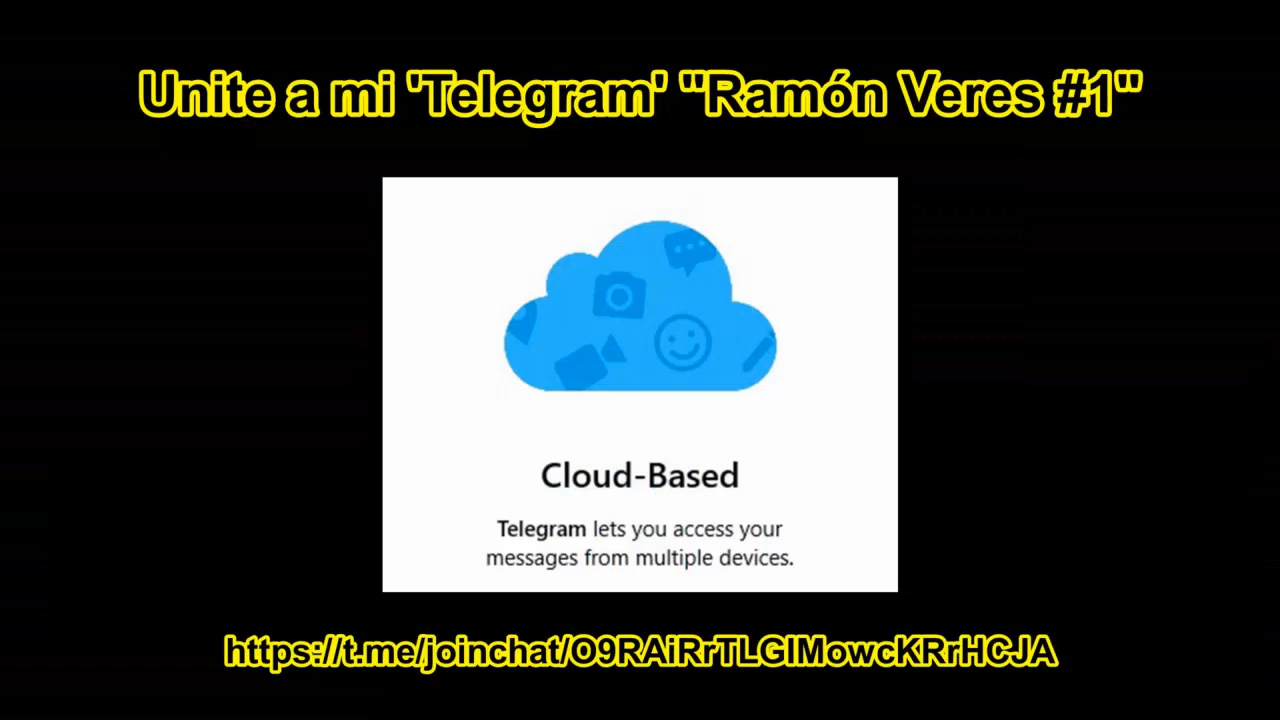 Unite a mi 'Telegram' "Ramón Veres #1"
Cloud-Based
Telegram lets you access your
messages from multiple devices.
https://t.me/joinchat/O9RAiRrTLGIMowcKRrHCJA